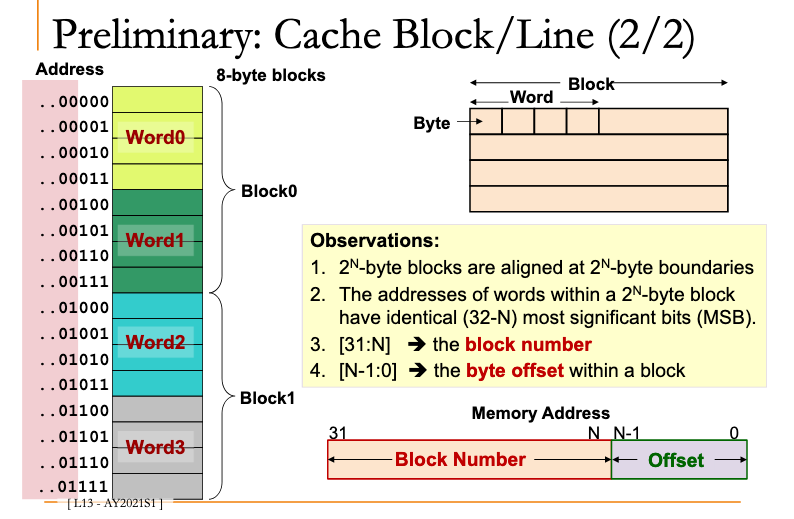 Preliminary: Cache Block/Line (2/2)
Address
8-byte blocks
..00000
..00001
..00010
..00011
..00100
..00101
..00110
..00111
..01000
..01001
..01010
..01011
..01100
..01101
..01110
..01111
Word0
Word1
Word2
Word3
Block0
Block1
Block
Word
Byte
Observations:
1. 2ᴺ-byte blocks are aligned at 2ᴺ-byte boundaries
2. The addresses of words within a 2ᴺ-byte block
have identical (32-N) most significant bits (MSB).
3. [31:N] ➔ the block number
4. [N-1:0] ➔ the byte offset within a block
Memory Address
31 N N-1 0
Block Number Offset
[ L13 - AY2021S1 ]